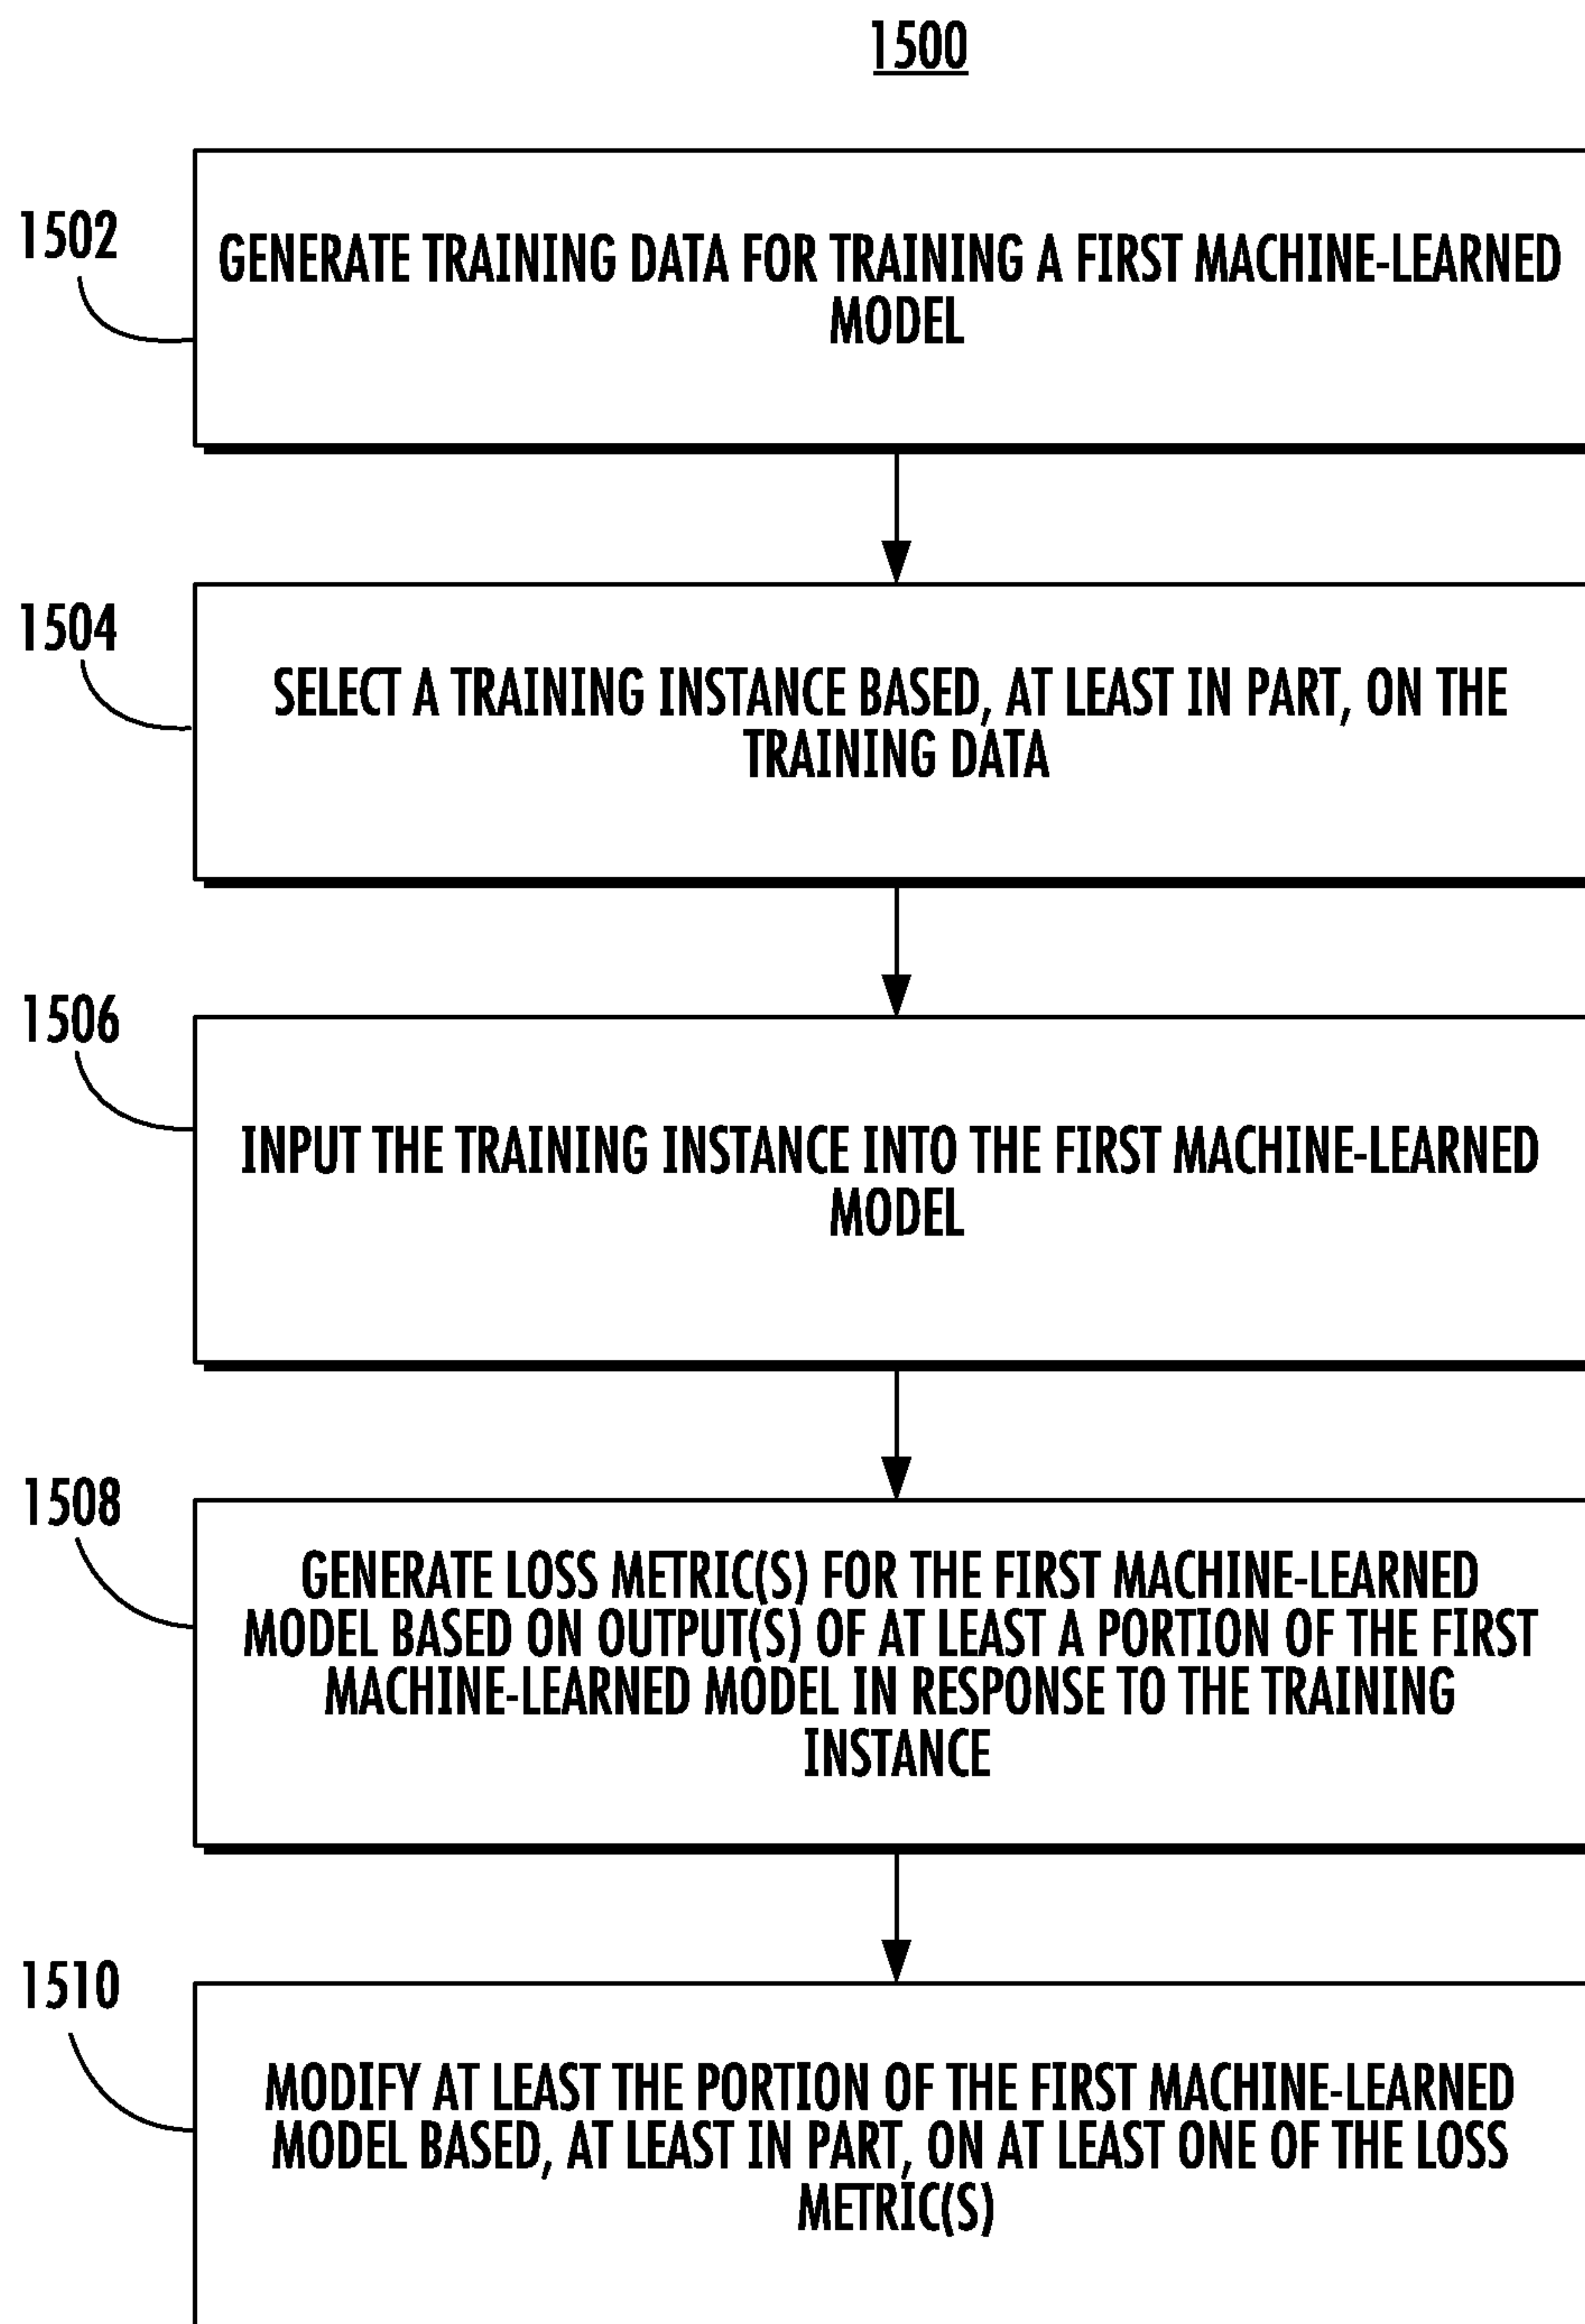 1500
1502
GENERATE TRAINING DATA FOR TRAINING A FIRST MACHINE-LEARNED
MODEL
1504
SELECT A TRAINING INSTANCE BASED, AT LEAST IN PART, ON THE
TRAINING DATA
1506
INPUT THE TRAINING INSTANCE INTO THE FIRST MACHINE-LEARNED
MODEL
1508
GENERATE LOSS METRIC(S) FOR THE FIRST MACHINE-LEARNED
MODEL BASED ON OUTPUT(S) OF AT LEAST A PORTION OF THE FIRST
MACHINE-LEARNED MODEL IN RESPONSE TO THE TRAINING
INSTANCE
1510
MODIFY AT LEAST THE PORTION OF THE FIRST MACHINE-LEARNED
MODEL BASED, AT LEAST IN PART, ON AT LEAST ONE OF THE LOSS
METRIC(S)